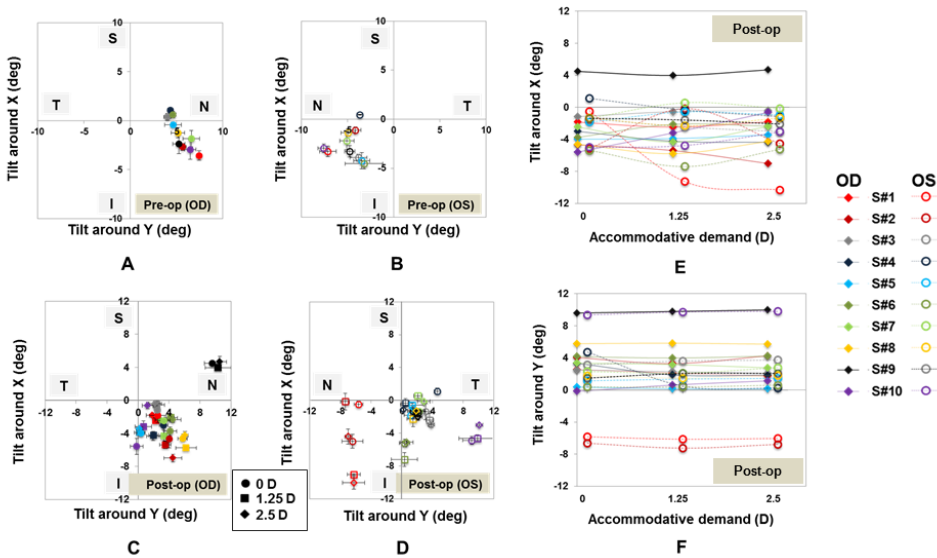 10
5
0
-5
-10
-10
-5
0
5
10
S
T
N
I
Pre-op (OD)
Tilt around X (deg)
Tilt around Y (deg)
A
10
5
0
-5
-10
-10
-5
0
5
10
S
N
T
I
Pre-op (OS)
Tilt around X (deg)
Tilt around Y (deg)
B
12
8
4
0
-4
-8
-12
0
1.25
2.5
Post-op
Tilt around X (deg)
Accommodative demand (D)
E
OD
OS
S#1
S#2
S#3
S#4
S#5
S#6
S#7
S#8
S#9
S#10
12
8
4
0
-4
-8
-12
-12
-8
-4
0
4
8
12
S
T
N
I
Post-op (OD)
Tilt around X (deg)
Tilt around Y (deg)
C
0 D
1.25 D
2.5 D
12
8
4
0
-4
-8
-12
-12
-8
-4
0
4
8
12
S
N
T
I
Post-op (OS)
Tilt around X (deg)
Tilt around Y (deg)
D
12
8
4
0
-4
-8
-12
0
1.25
2.5
Post-op
Tilt around Y (deg)
Accommodative demand (D)
F